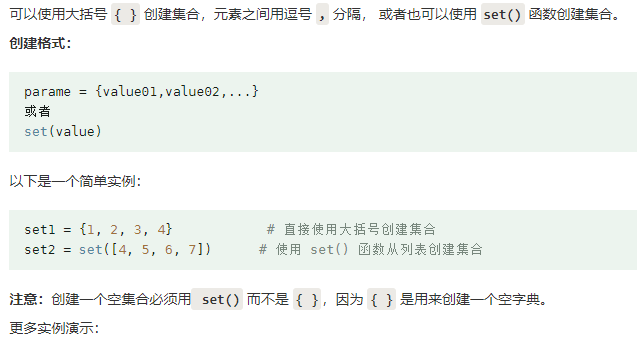 可以使用大括号 { } 创建集合，元素之间用逗号 , 分隔， 或者也可以使用 set() 函数创建集合。
创建格式：
parame = {value01,value02,...}
或者
set(value)
以下是一个简单实例：
set1 = {1, 2, 3, 4}            # 直接使用大括号创建集合
set2 = set([4, 5, 6, 7])      # 使用 set() 函数从列表创建集合
注意：创建一个空集合必须用 set() 而不是 { }，因为 { } 是用来创建一个空字典。
更多实例演示：